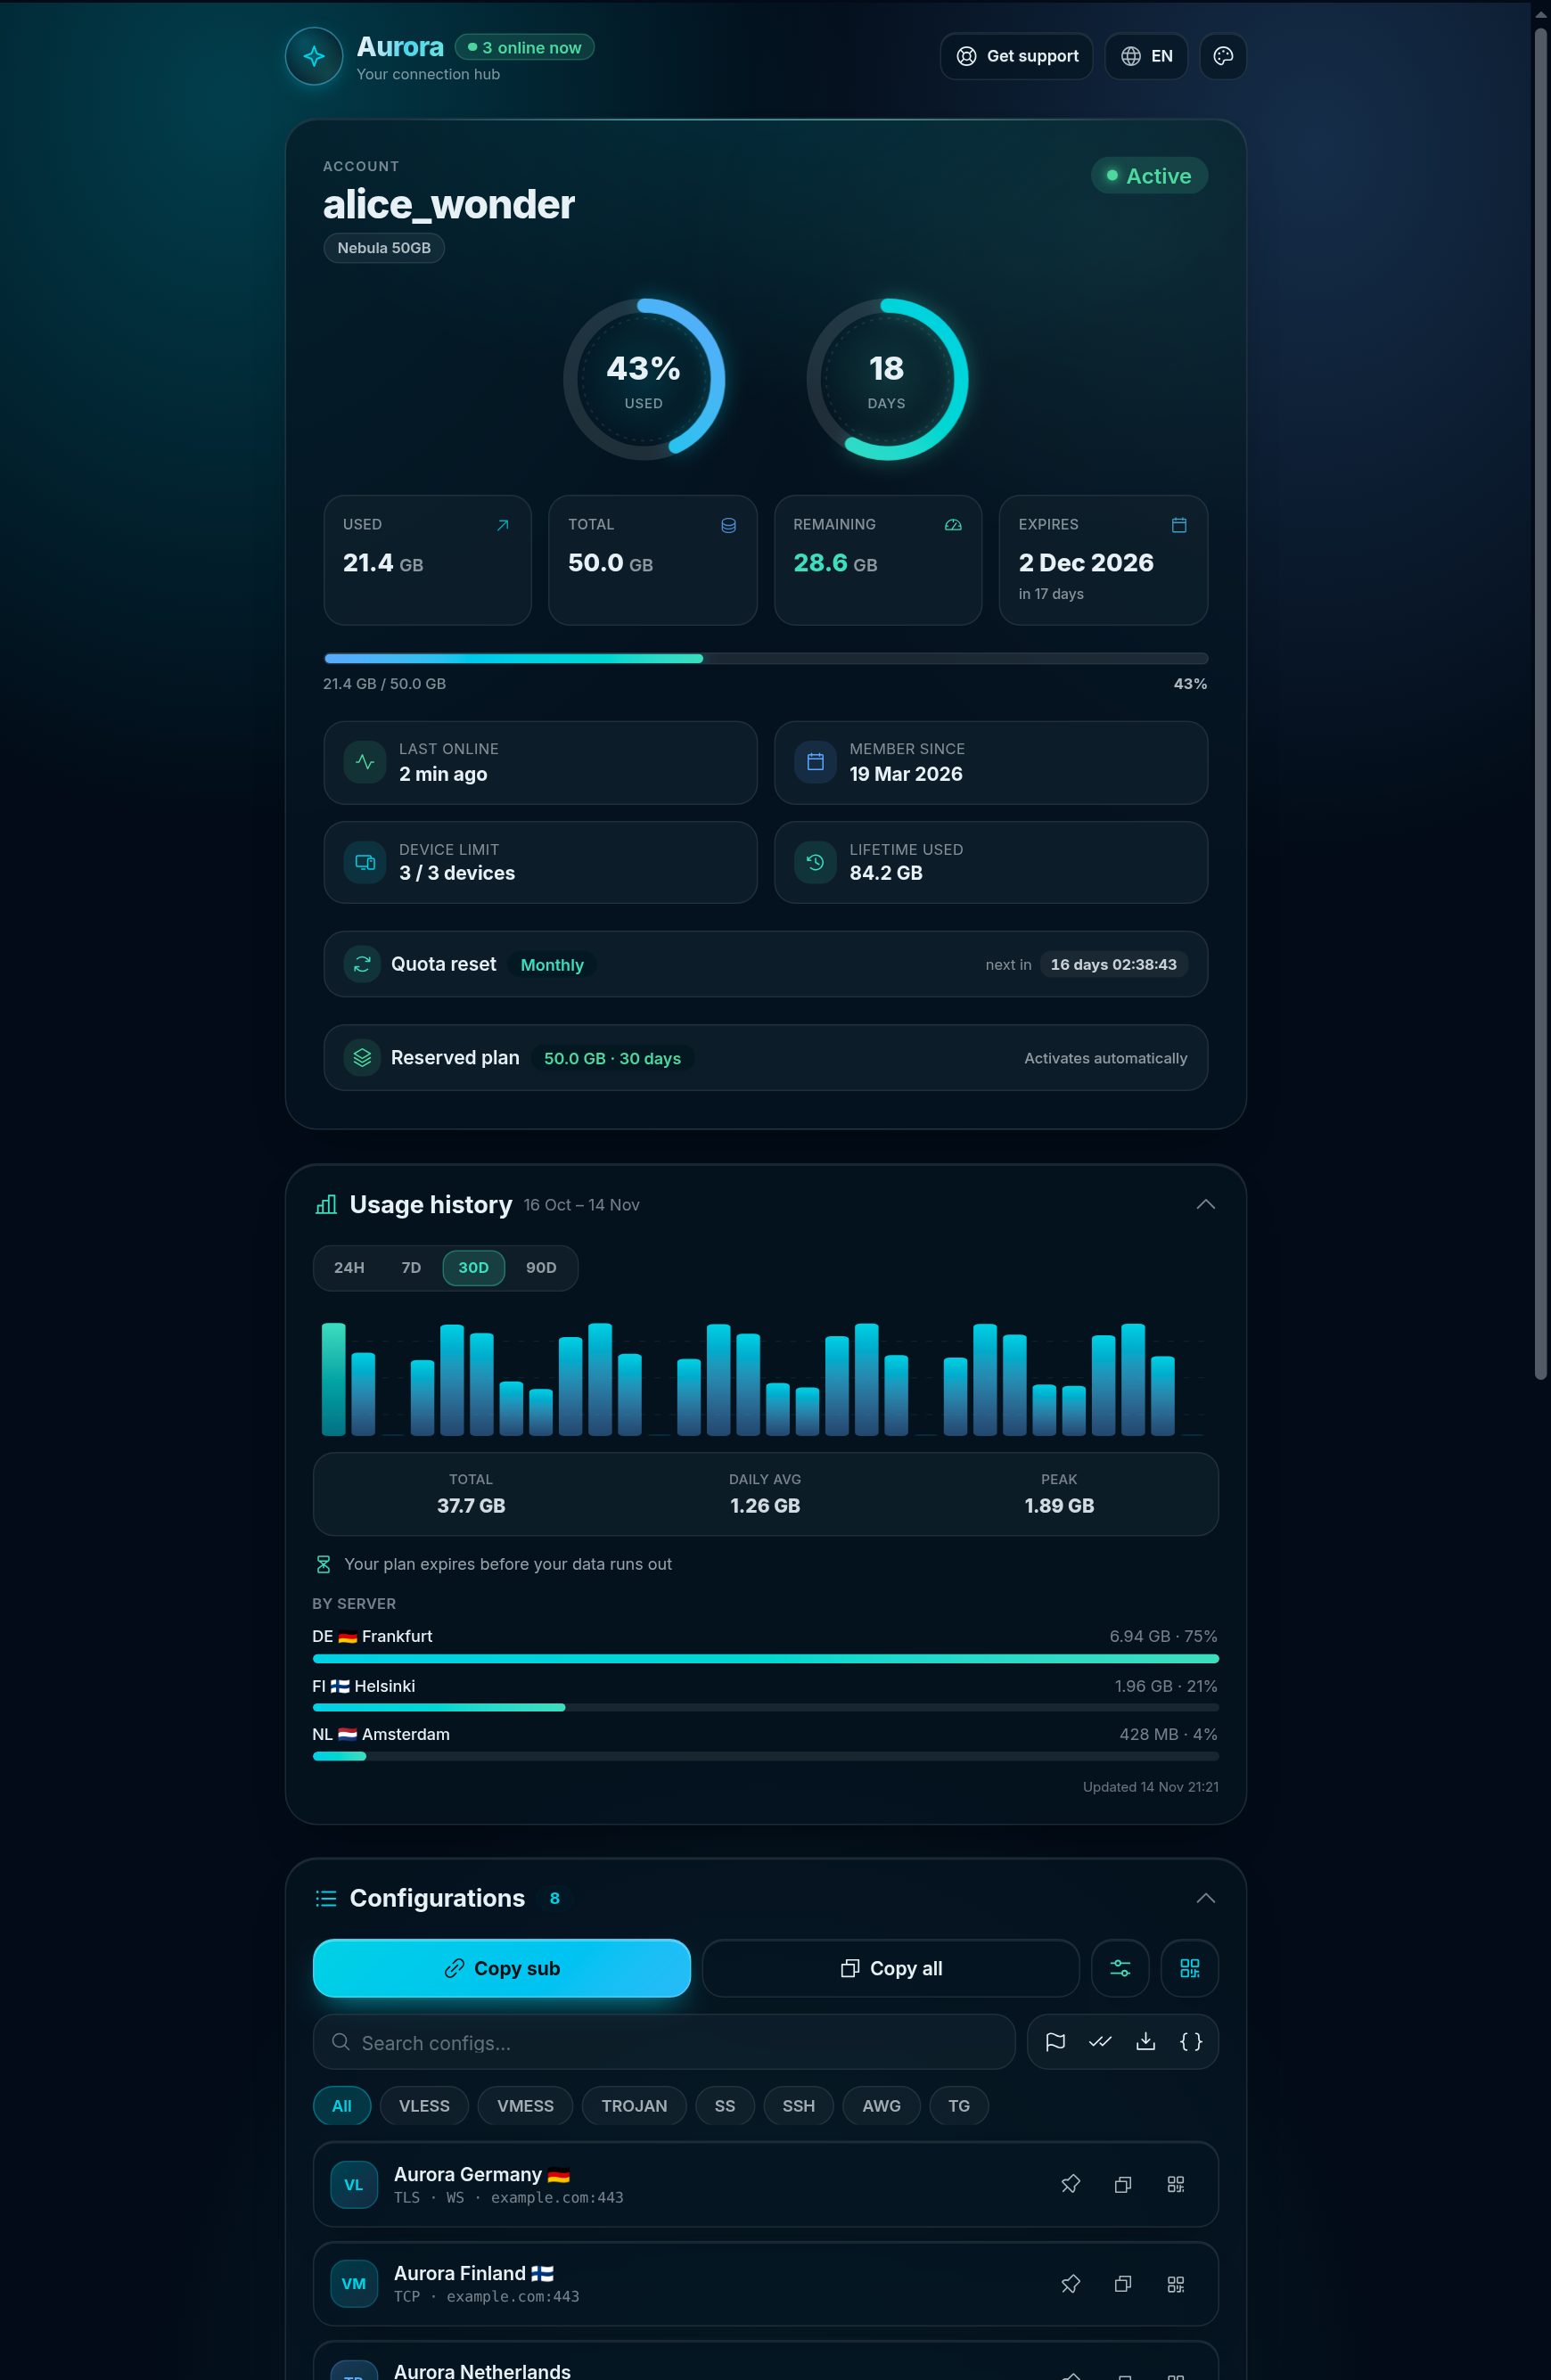 Aurora
3 online now
Your connection hub
Get support
EN
ACCOUNT
alice_wonder
Active
Nebula 50GB
43%
USED
18
DAYS
USED
21.4 GB
TOTAL
50.0 GB
REMAINING
28.6 GB
EXPIRES
2 Dec 2026
in 17 days
21.4 GB / 50.0 GB
43%
LAST ONLINE
2 min ago
MEMBER SINCE
19 Mar 2026
DEVICE LIMIT
3 / 3 devices
LIFETIME USED
84.2 GB
Quota reset Monthly
next in 16 days 02:38:43
Reserved plan 50.0 GB · 30 days
Activates automatically
Usage history 16 Oct – 14 Nov
24H 7D 30D 90D
TOTAL
37.7 GB
DAILY AVG
1.26 GB
PEAK
1.89 GB
Your plan expires before your data runs out
BY SERVER
DE 🇩🇪 Frankfurt
6.94 GB · 75%
FI 🇫🇮 Helsinki
1.96 GB · 21%
NL 🇳🇱 Amsterdam
428 MB · 4%
Updated 14 Nov 21:21
Configurations 8
Copy sub
Copy all
Search configs...
All VLESS VMESS TROJAN SS SSH AWG TG
VL
Aurora Germany 🇩🇪
TLS · WS · example.com:443
VM
Aurora Finland 🇫🇮
TCP · example.com:443
Aurora Netherlands